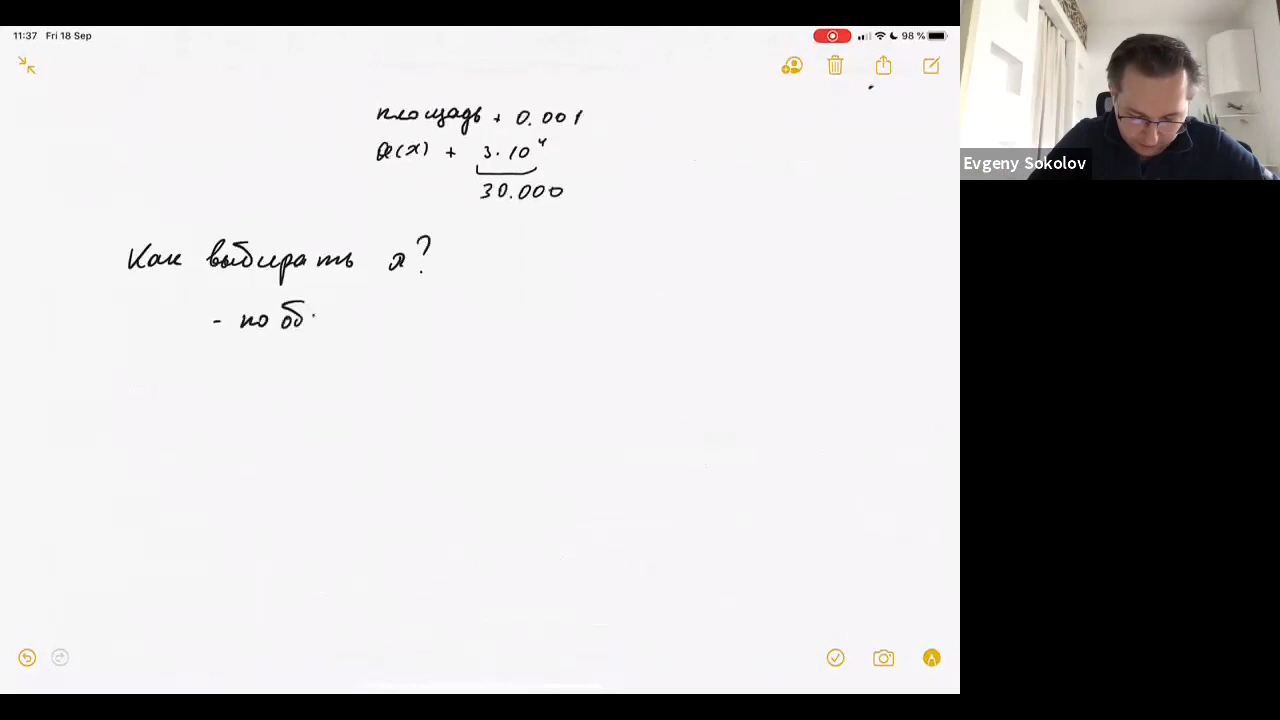 11:37 Fri 18 Sep 98 %
площадь + 0.001
a(x) + 3·10⁴
30.000
Как выбирать λ?
- по об
Evgeny Sokolov